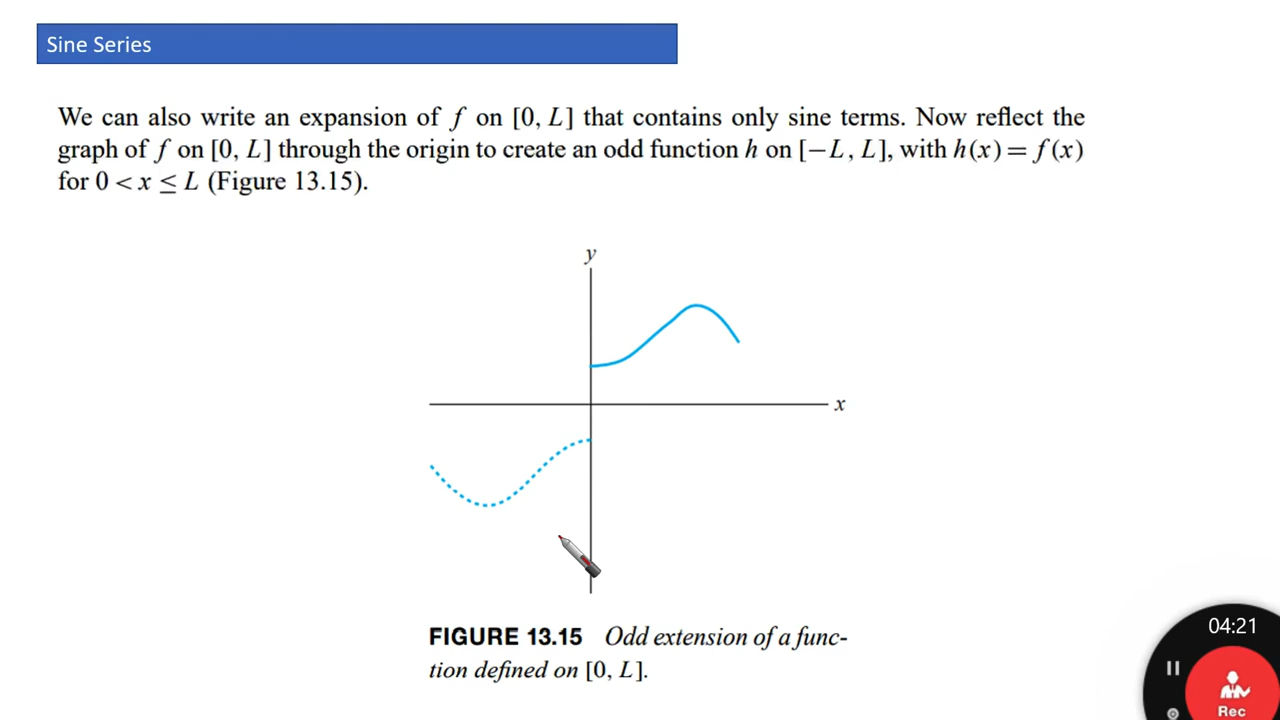 Sine Series
We can also write an expansion of f on [0, L] that contains only sine terms. Now reflect the
graph of f on [0, L] through the origin to create an odd function h on [−L, L], with h(x) = f(x)
for 0 < x ≤ L (Figure 13.15).
y
x
FIGURE 13.15 Odd extension of a func-
tion defined on [0, L].
04:21
Rec